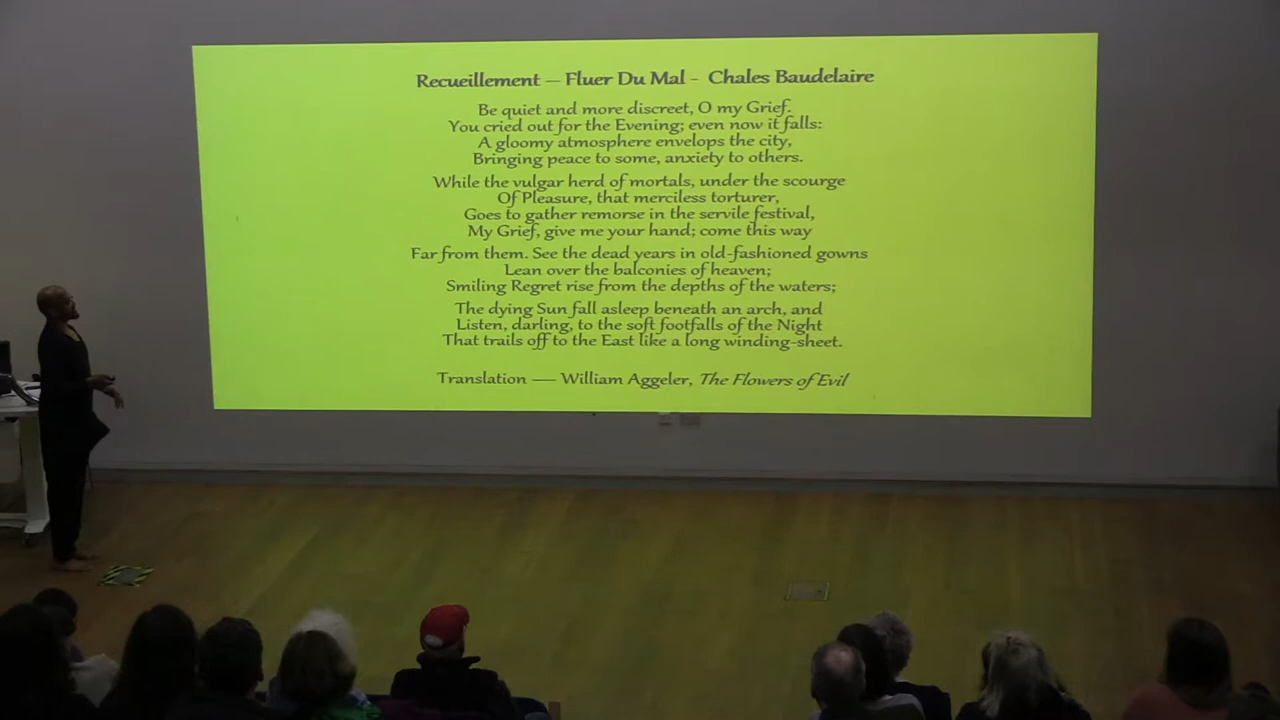 Recueillement – Fluer Du Mal - Chales Baudelaire
Be quiet and more discreet, O my Grief.
You cried out for the Evening; even now it falls:
A gloomy atmosphere envelops the city,
Bringing peace to some, anxiety to others.
While the vulgar herd of mortals, under the scourge
Of Pleasure, that merciless torturer,
Goes to gather remorse in the servile festival,
My Grief, give me your hand; come this way
Far from them. See the dead years in old-fashioned gowns
Lean over the balconies of heaven;
Smiling Regret rise from the depths of the waters;
The dying Sun fall asleep beneath an arch, and
Listen, darling, to the soft footfalls of the Night
That trails off to the East like a long winding-sheet.
Translation — William Aggeler, The Flowers of Evil